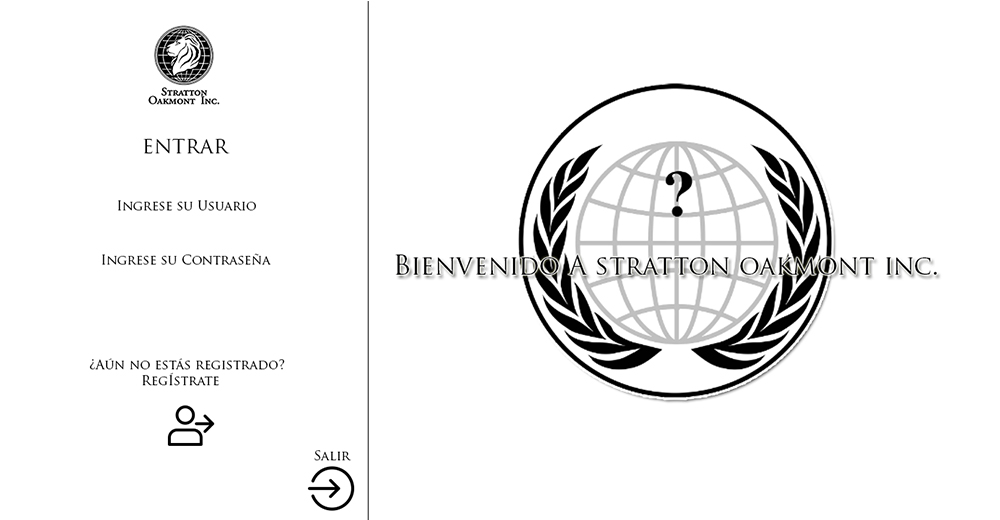 Stratton
Oakmont Inc.
ENTRAR
Ingrese su Usuario
Ingrese su Contraseña
¿Aún no estás registrado?
RegÍstrate
Salir
?
Bienvenido A stratton oakmont inc.